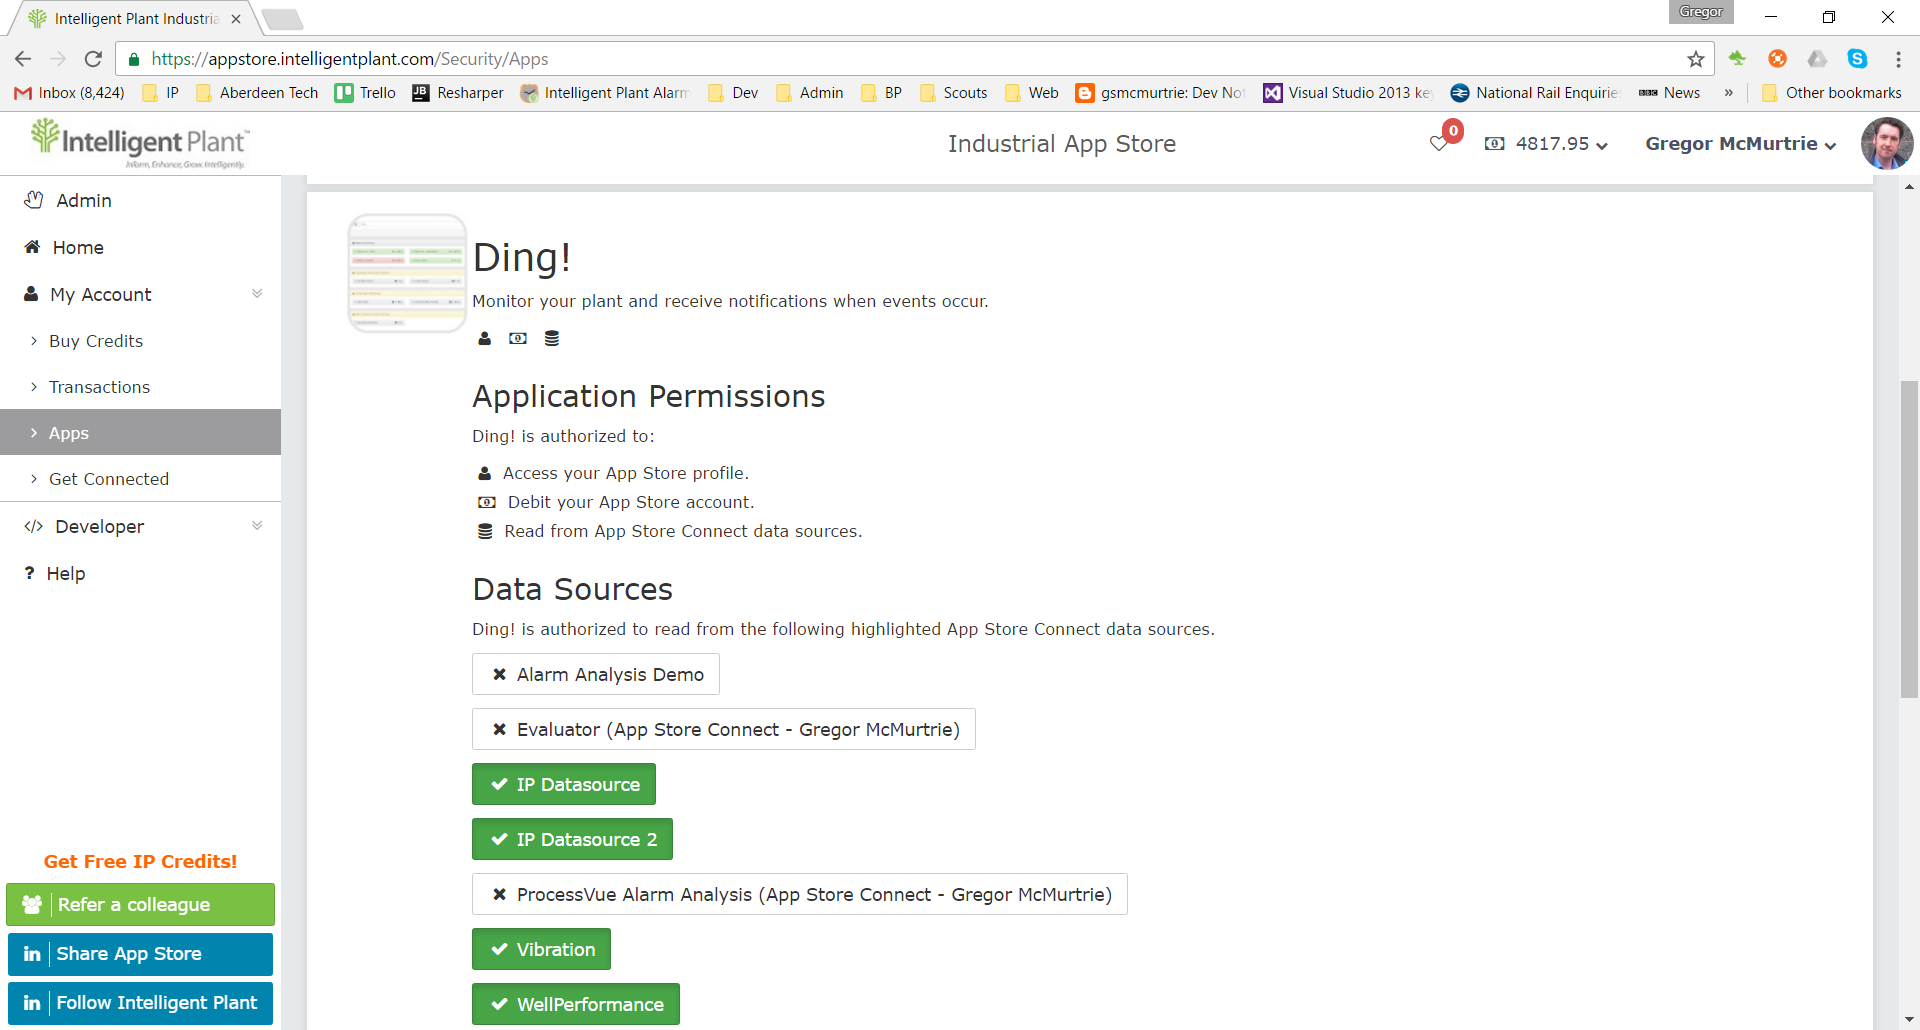 Intelligent Plant Industria
Gregor
https://appstore.intelligentplant.com/Security/Apps
Inbox (8,424)
IP
Aberdeen Tech
Trello
JB
Resharper
Intelligent Plant Alarm
Dev
Admin
BP
Scouts
Web
gsmcmurtrie: Dev Not
Visual Studio 2013 key
National Rail Enquirie
BBC
News
»
Other bookmarks
Intelligent Plant™
Inform, Enhance, Grow. Intelligently.
Industrial App Store
0
4817.95
Gregor McMurtrie
Admin
Home
My Account
Buy Credits
Transactions
Apps
Get Connected
</> Developer
? Help
Get Free IP Credits!
Refer a colleague
in Share App Store
in Follow Intelligent Plant
Ding!
Monitor your plant and receive notifications when events occur.
Application Permissions
Ding! is authorized to:
Access your App Store profile.
Debit your App Store account.
Read from App Store Connect data sources.
Data Sources
Ding! is authorized to read from the following highlighted App Store Connect data sources.
Alarm Analysis Demo
Evaluator (App Store Connect - Gregor McMurtrie)
IP Datasource
IP Datasource 2
ProcessVue Alarm Analysis (App Store Connect - Gregor McMurtrie)
Vibration
WellPerformance